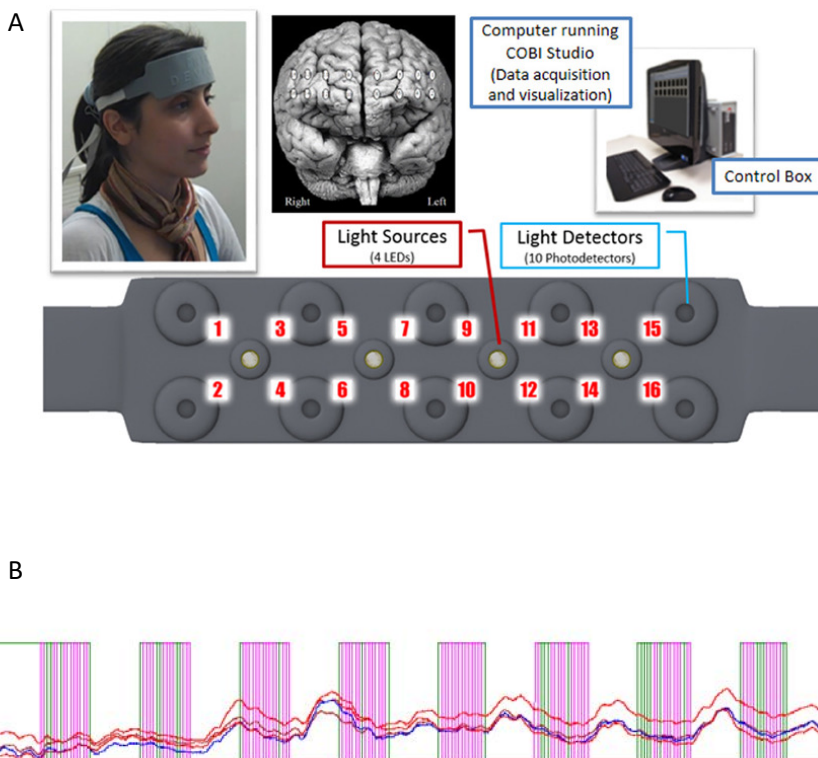 A
Computer running
COBI Studio
(Data acquisition
and visualization)
Control Box
Right Left
Light Sources
(4 LEDs)
Light Detectors
(10 Photodetectors)
1 3 5 7 9 11 13 15
2 4 6 8 10 12 14 16
B